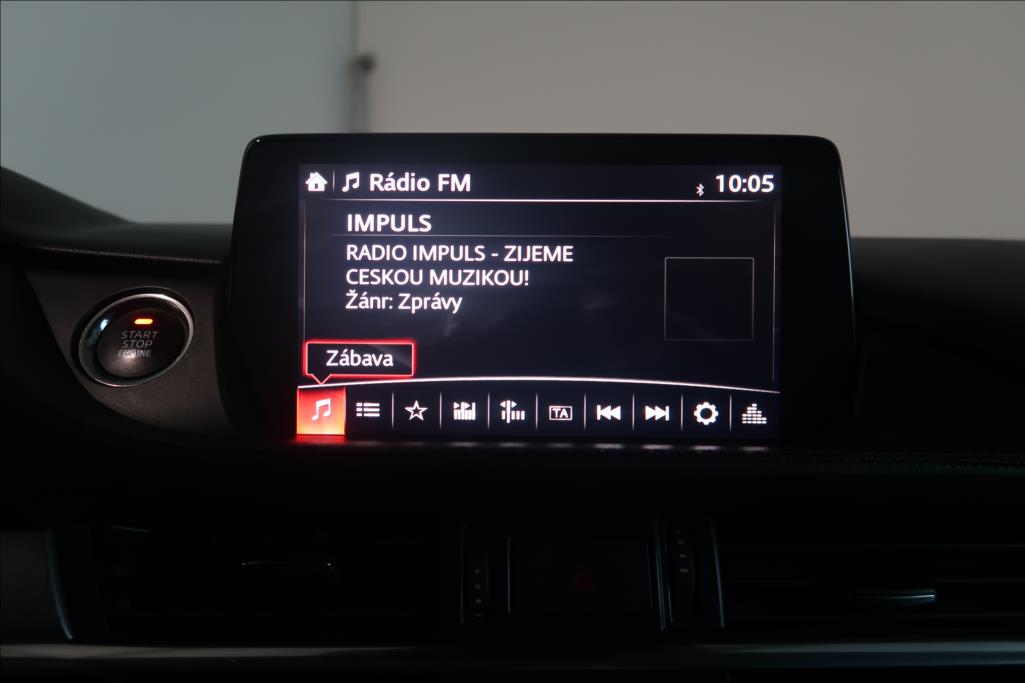 Rádio FM
10:05
IMPULS
RADIO IMPULS - ZIJEME
CESKOU MUZIKOU!
Žánr: Zprávy
Zábava
TA
START
STOP
ENGINE